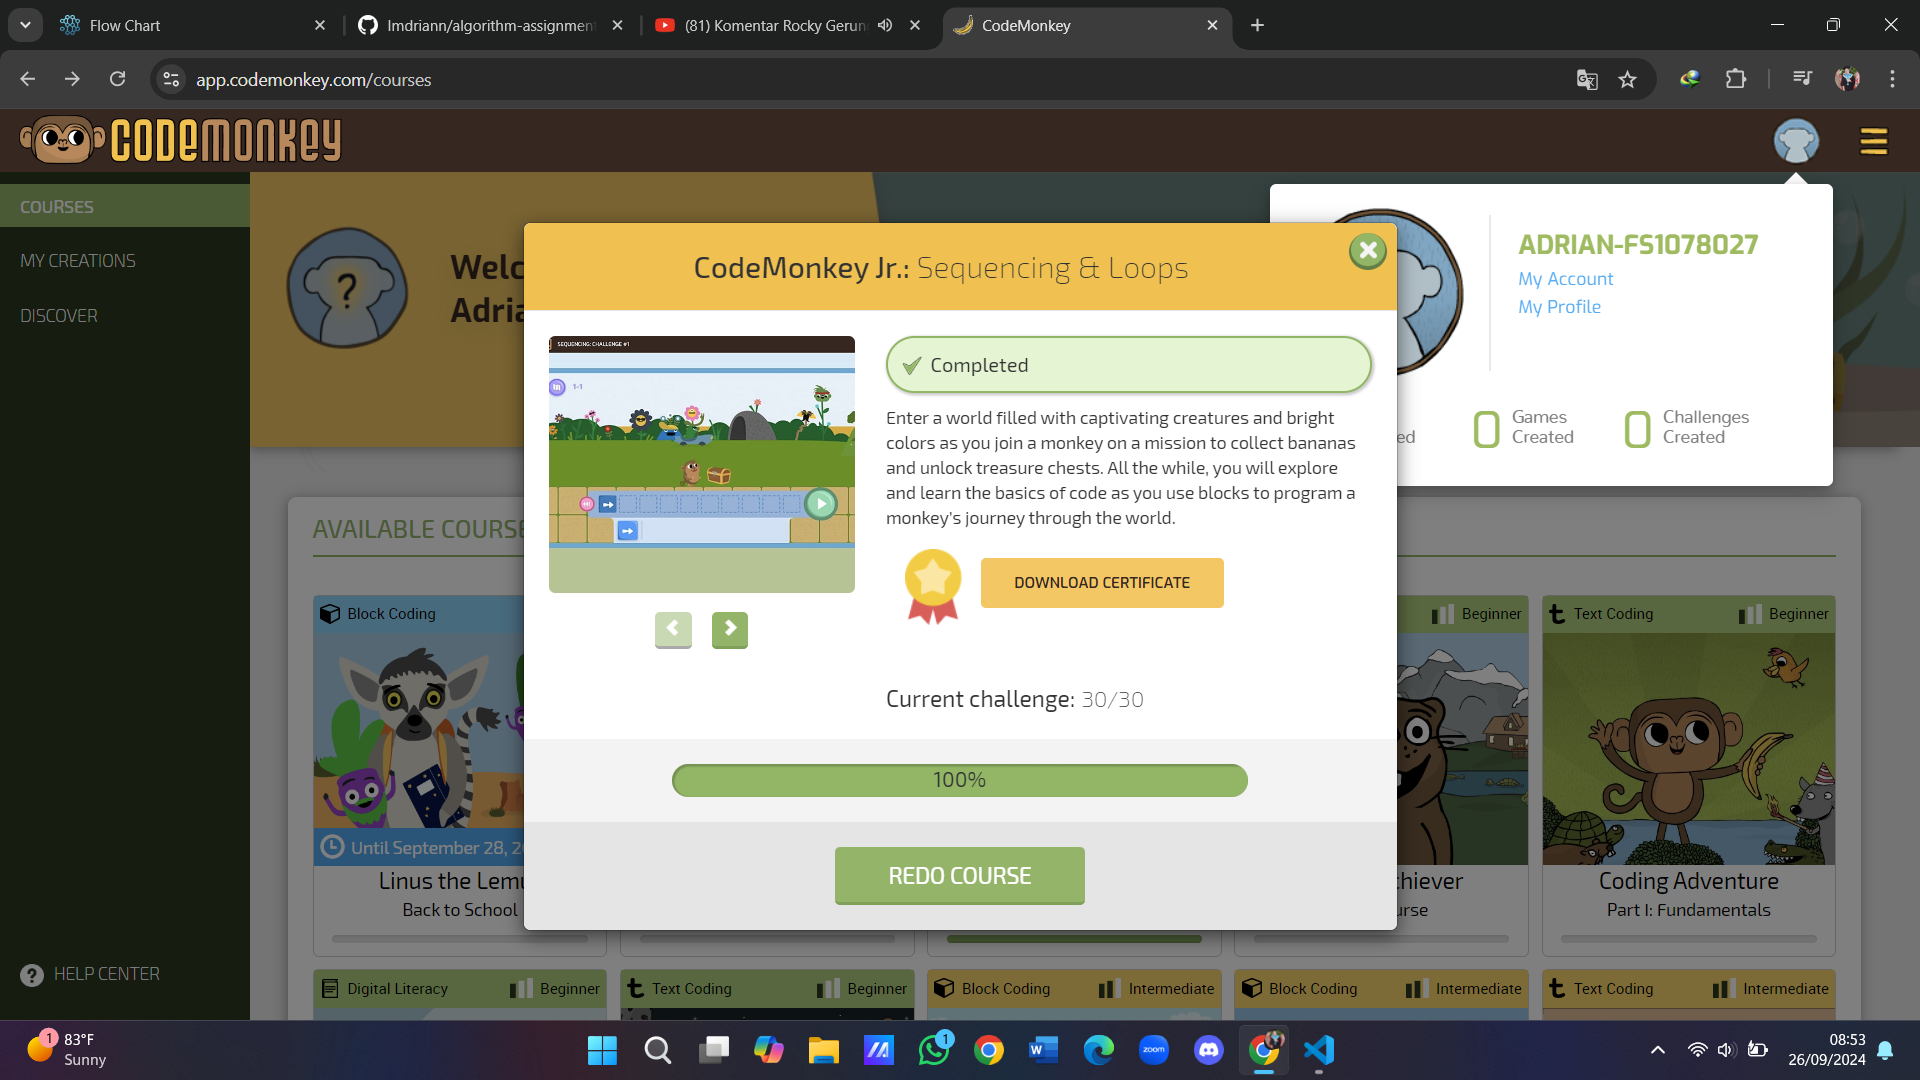 Flow Chart
Imdriann/algorithm-assignment
(81) Komentar Rocky Gerun
CodeMonkey
app.codemonkey.com/courses
CODEMONKEY
COURSES
MY CREATIONS
DISCOVER
HELP CENTER
?
Welc
Adria
ADRIAN-FS1078027
My Account
My Profile
ed
0 Games Created
0 Challenges Created
CodeMonkey Jr.: Sequencing & Loops
SEQUENCING: CHALLENGE #1
1-1
Completed
Enter a world filled with captivating creatures and bright
colors as you join a monkey on a mission to collect bananas
and unlock treasure chests. All the while, you will explore
and learn the basics of code as you use blocks to program a
monkey's journey through the world.
DOWNLOAD CERTIFICATE
Current challenge: 30/30
100%
REDO COURSE
AVAILABLE COURSE
Block Coding
Until September 28, 20
Linus the Lemu
Back to School
Beginner
hiever
urse
Text Coding Beginner
Coding Adventure
Part I: Fundamentals
Digital Literacy Beginner
Text Coding Beginner
Block Coding Intermediate
Block Coding Intermediate
Text Coding Intermediate
1
83°F
Sunny
1
W
zoom
08:53
26/09/2024